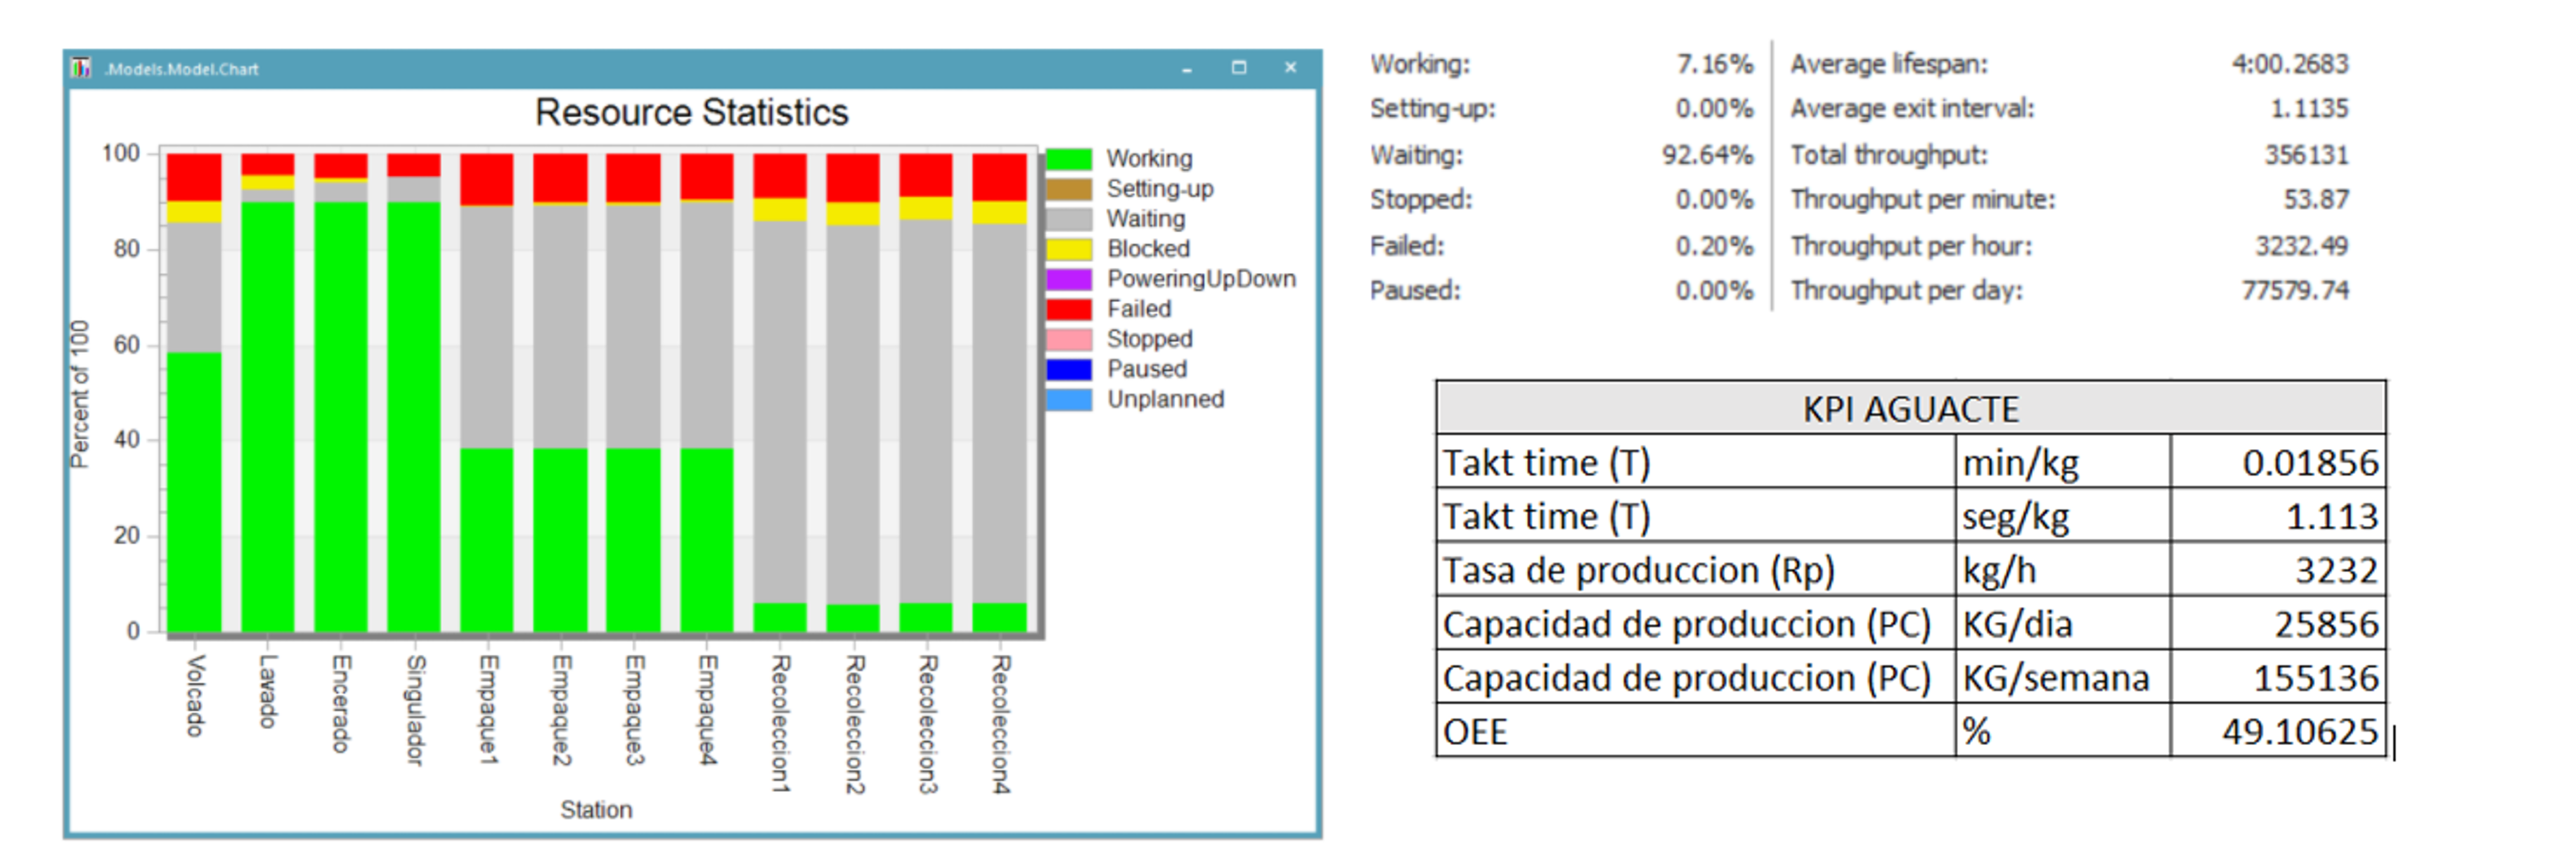 .Models.Model.Chart
Resource Statistics
100
80
60
40
20
0
Percent of 100
Volcado
Lavado
Encerado
Singulador
Empaque1
Empaque2
Empaque3
Empaque4
Recoleccion1
Recoleccion2
Recoleccion3
Recoleccion4
Station
Working
Setting-up
Waiting
Blocked
PoweringUpDown
Failed
Stopped
Paused
Unplanned
Working: 7.16% Average lifespan: 4:00.2683
Setting-up: 0.00% Average exit interval: 1.1135
Waiting: 92.64% Total throughput: 356131
Stopped: 0.00% Throughput per minute: 53.87
Failed: 0.20% Throughput per hour: 3232.49
Paused: 0.00% Throughput per day: 77579.74
KPI AGUACTE
Takt time (T) min/kg 0.01856
Takt time (T) seg/kg 1.113
Tasa de produccion (Rp) kg/h 3232
Capacidad de produccion (PC) KG/dia 25856
Capacidad de produccion (PC) KG/semana 155136
OEE % 49.10625